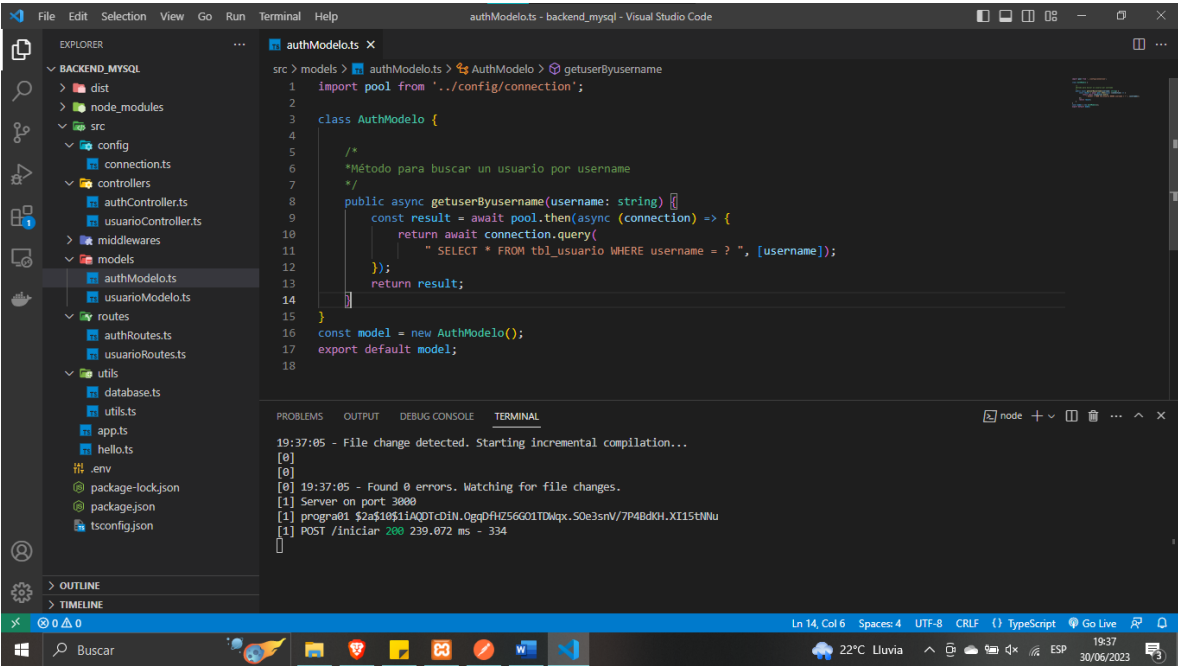 File Edit Selection View Go Run Terminal Help authModelo.ts - backend_mysql - Visual Studio Code
EXPLORER
BACKEND_MYSQL
dist
node_modules
src
config
connection.ts
controllers
authController.ts
usuarioController.ts
middlewares
models
authModelo.ts
usuarioModelo.ts
routes
authRoutes.ts
usuarioRoutes.ts
utils
database.ts
utils.ts
app.ts
hello.ts
.env
package-lock.json
package.json
tsconfig.json
OUTLINE
TIMELINE
authModelo.ts
src > models > authModelo.ts > AuthModelo > getuserByusername
1 import pool from '../config/connection';
2
3 class AuthModelo {
4
5 /*
6 *Método para buscar un usuario por username
7 */
8 public async getuserByusername(username: string) {
9 const result = await pool.then(async (connection) => {
10 return await connection.query(
11 " SELECT * FROM tbl_usuario WHERE username = ? ", [username]);
12 });
13 return result;
14 }
15 }
16 const model = new AuthModelo();
17 export default model;
18
PROBLEMS OUTPUT DEBUG CONSOLE TERMINAL node
19:37:05 - File change detected. Starting incremental compilation...
[0]
[0]
[0] 19:37:05 - Found 0 errors. Watching for file changes.
[1] Server on port 3000
[1] progra01 $2a$10$1iAQDTcDiN.OgqDfHZ56GO1TDWqx.SOe3snV/7P4BdKH.XI15tNNu
[1] POST /iniciar 200 239.072 ms - 334
0 0 Ln 14, Col 6 Spaces: 4 UTF-8 CRLF {} TypeScript Go Live
Buscar 22°C Lluvia ESP 19:37
30/06/2023 3